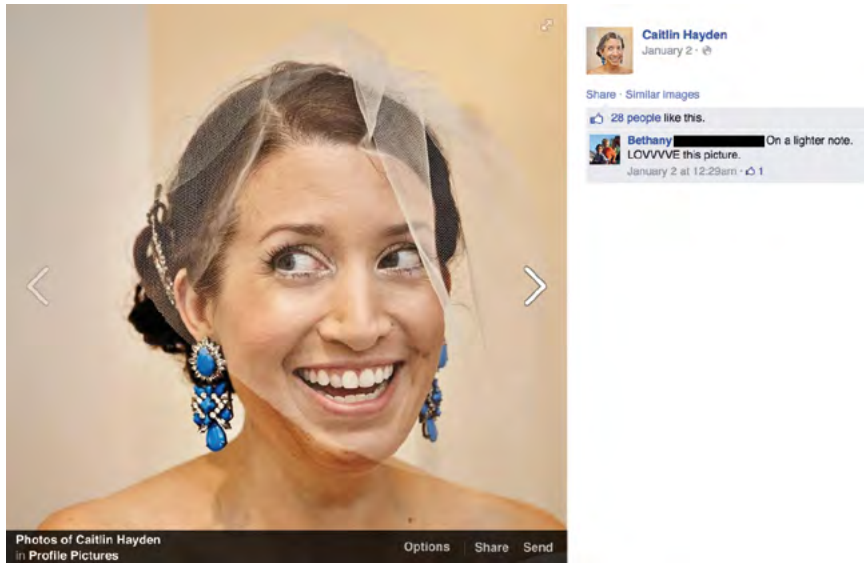 Caitlin Hayden
January 2 ·
Share · Similar images
28 people like this.
Bethany On a lighter note.
LOVVVVE this picture.
January 2 at 12:29am · 1
Photos of Caitlin Hayden
in Profile Pictures
Options Share Send